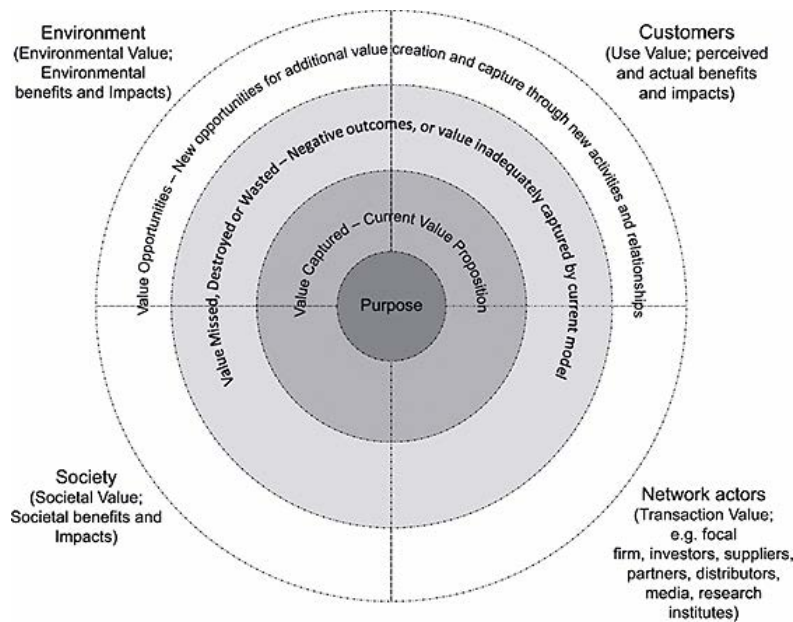 Environment
(Environmental Value;
Environmental
benefits and Impacts)
Customers
(Use Value; perceived
and actual benefits
and impacts)
Value Opportunities – New opportunities for additional value creation and capture through new activities and relationships
Value Missed, Destroyed or Wasted – Negative outcomes, or value inadequately captured by current model
Value Captured – Current Value Proposition
Purpose
Society
(Societal Value;
Societal benefits and
Impacts)
Network actors
(Transaction Value;
e.g. focal
firm, investors, suppliers,
partners, distributors,
media, research
institutes)